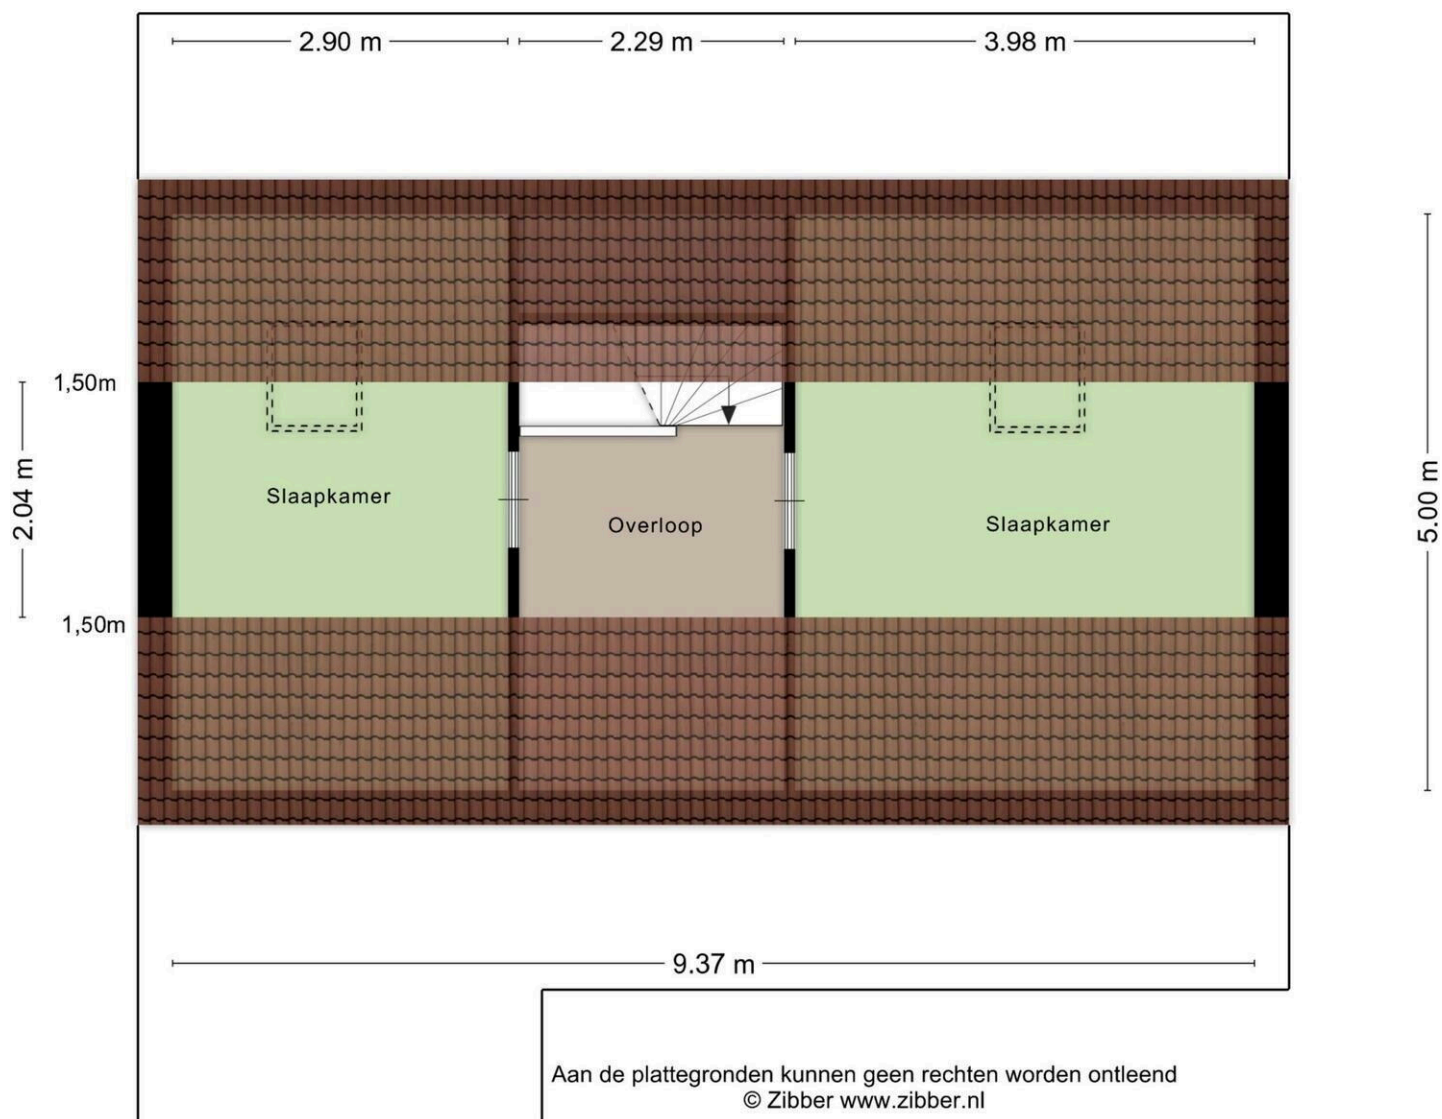 2.90 m 2.29 m 3.98 m
1,50m
2.04 m
5.00 m
Slaapkamer
Overloop
Slaapkamer
1,50m
9.37 m
Aan de plattegronden kunnen geen rechten worden ontleend
© Zibber www.zibber.nl